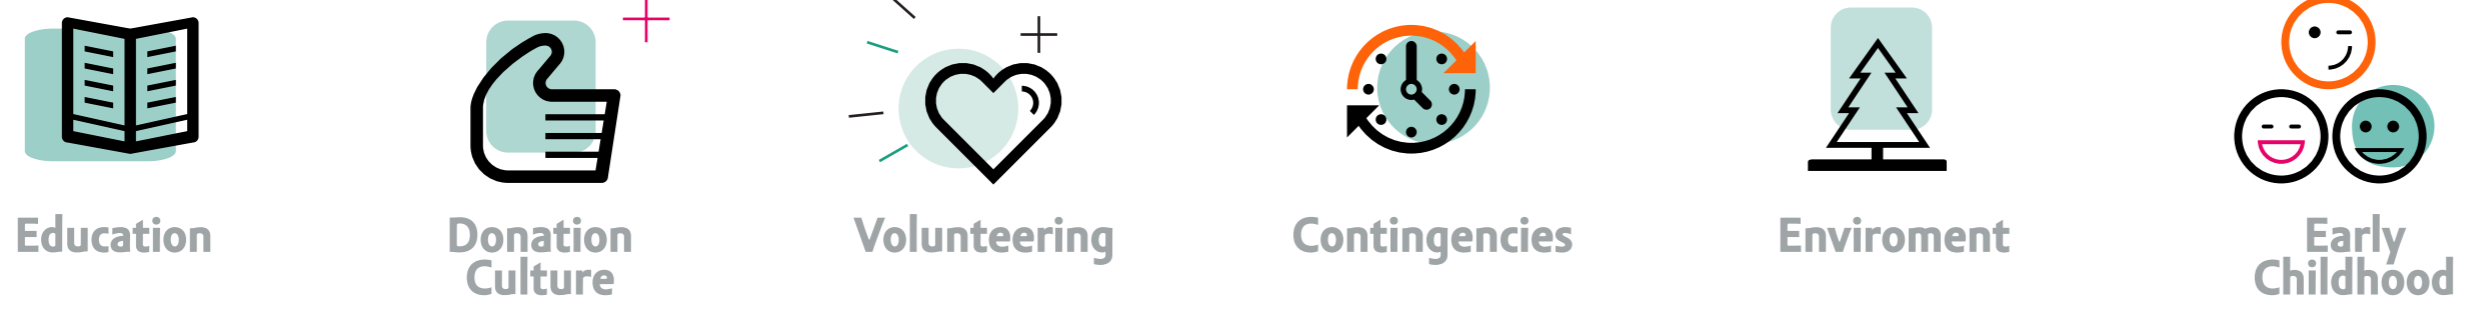 Education
Donation
Culture
Volunteering
Contingencies
Enviroment
Early
Childhood